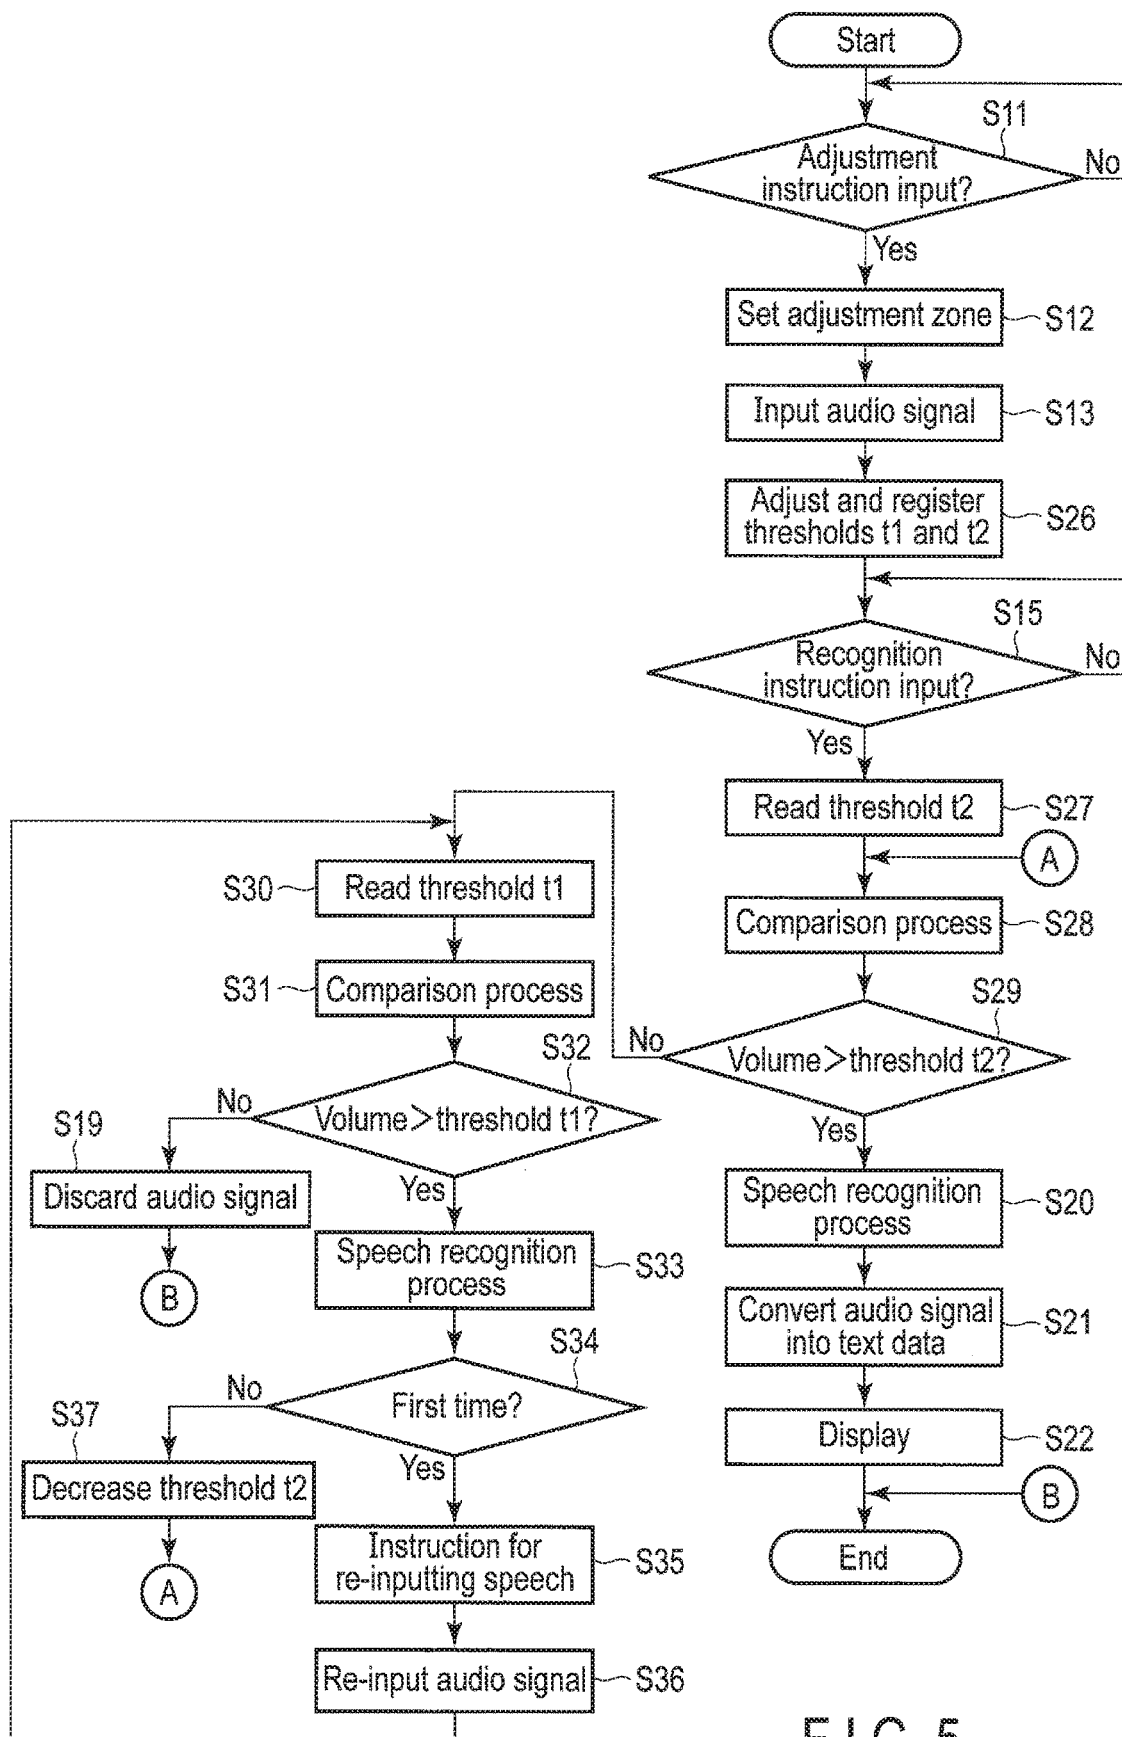 Start
S11
Adjustment
instruction input?
No
Yes
Set adjustment zone
S12
Input audio signal
S13
Adjust and register
thresholds t1 and t2
S26
S15
Recognition
instruction input?
No
Yes
Read threshold t2
S27
A
Comparison process
S28
S29
Volume>threshold t2?
No
Yes
Speech recognition
process
S20
Convert audio signal
into text data
S21
Display
S22
B
End
S30
Read threshold t1
S31
Comparison process
S32
Volume>threshold t1?
No
Yes
S19
Discard audio signal
B
Speech recognition
process
S33
S34
First time?
No
Yes
S37
Decrease threshold t2
A
Instruction for
re-inputting speech
S35
Re-input audio signal
S36
FIG. 5